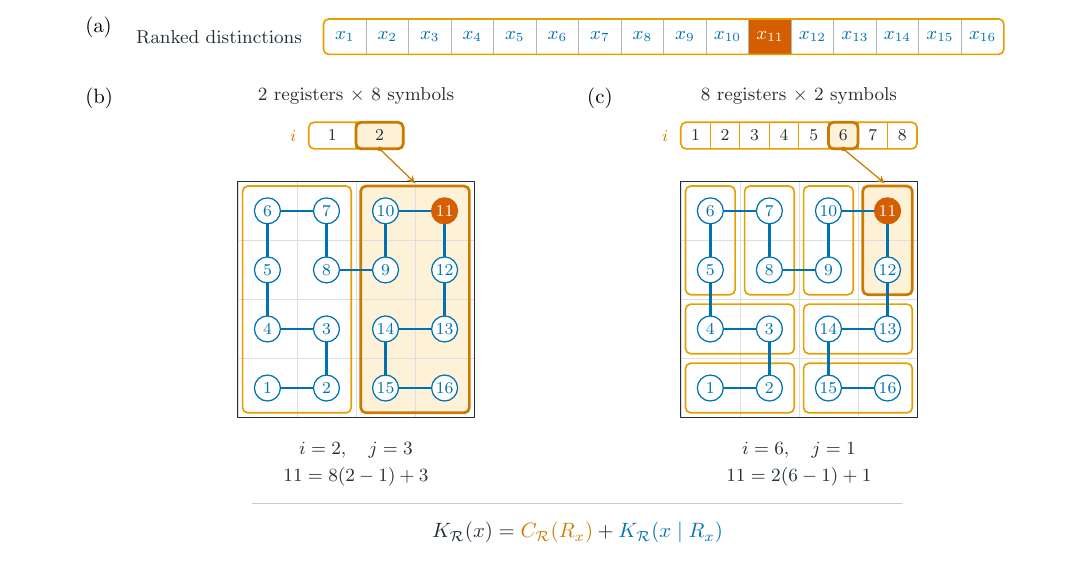 (a)
Ranked distinctions x₁ x₂ x₃ x₄ x₅ x₆ x₇ x₈ x₉ x₁₀ x₁₁ x₁₂ x₁₃ x₁₄ x₁₅ x₁₆
(b)
2 registers × 8 symbols
i 1 2
6 7 10 11
5 8 9 12
4 3 14 13
1 2 15 16
i = 2, j = 3
11 = 8(2 − 1) + 3
(c)
8 registers × 2 symbols
i 1 2 3 4 5 6 7 8
6 7 10 11
5 8 9 12
4 3 14 13
1 2 15 16
i = 6, j = 1
11 = 2(6 − 1) + 1
K_ℛ(x) = C_ℛ(Rₓ) + K_ℛ(x | Rₓ)